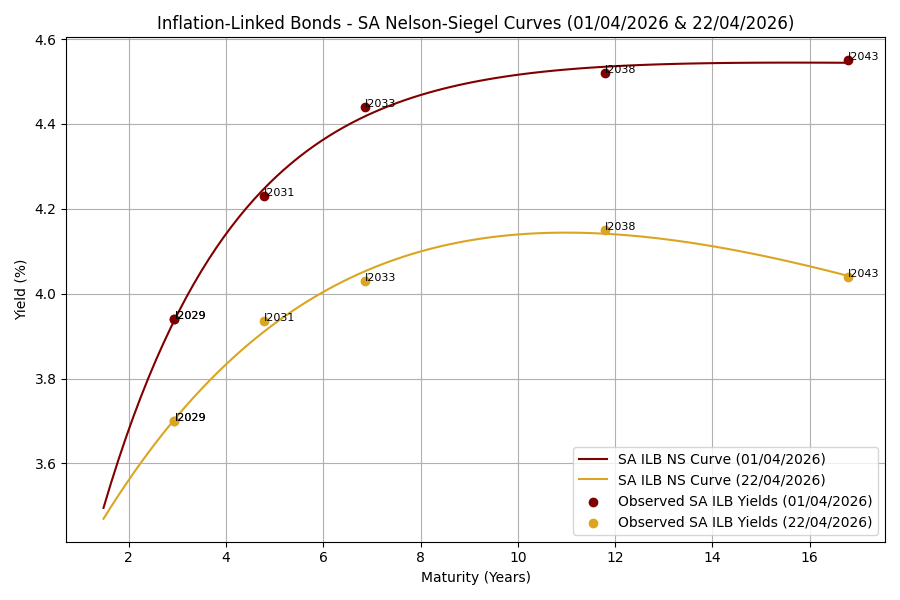 Inflation-Linked Bonds - SA Nelson-Siegel Curves (01/04/2026 & 22/04/2026)
Yield (%)
4.6
4.4
4.2
4.0
3.8
3.6
I2029
I2031
I2033
I2038
I2043
I2029
I2031
I2033
I2038
I2043
SA ILB NS Curve (01/04/2026)
SA ILB NS Curve (22/04/2026)
Observed SA ILB Yields (01/04/2026)
Observed SA ILB Yields (22/04/2026)
2 4 6 8 10 12 14 16
Maturity (Years)